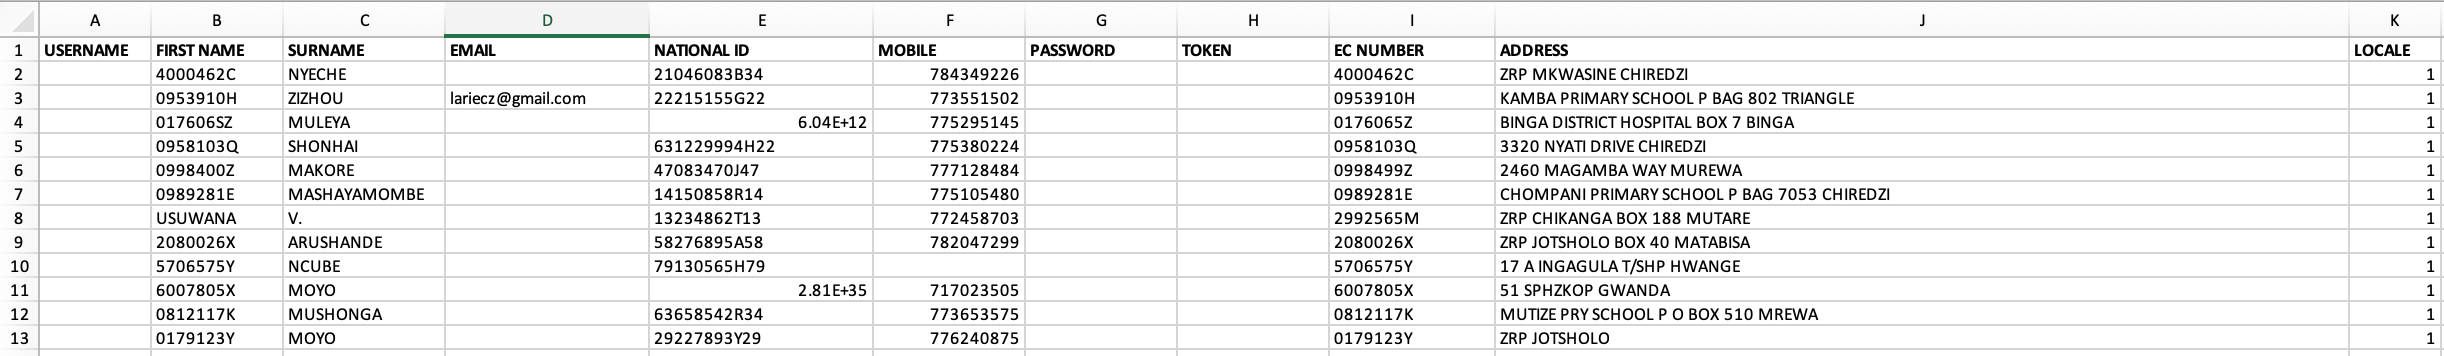 A B C D E F G H I J K
1 USERNAME FIRST NAME SURNAME EMAIL NATIONAL ID MOBILE PASSWORD TOKEN EC NUMBER ADDRESS LOCALE
2 4000462C NYECHE 21046083B34 784349226 4000462C ZRP MKWASINE CHIREDZI 1
3 0953910H ZIZHOU lariecz@gmail.com 22215155G22 773551502 0953910H KAMBA PRIMARY SCHOOL P BAG 802 TRIANGLE 1
4 017606SZ MULEYA 6.04E+12 775295145 0176065Z BINGA DISTRICT HOSPITAL BOX 7 BINGA 1
5 0958103Q SHONHAI 631229994H22 775380224 0958103Q 3320 NYATI DRIVE CHIREDZI 1
6 0998400Z MAKORE 47083470J47 777128484 0998499Z 2460 MAGAMBA WAY MUREWA 1
7 0989281E MASHAYAMOMBE 14150858R14 775105480 0989281E CHOMPANI PRIMARY SCHOOL P BAG 7053 CHIREDZI 1
8 USUWANA V. 13234862T13 772458703 2992565M ZRP CHIKANGA BOX 188 MUTARE 1
9 2080026X ARUSHANDE 58276895A58 782047299 2080026X ZRP JOTSHOLO BOX 40 MATABISA 1
10 5706575Y NCUBE 79130565H79 5706575Y 17 A INGAGULA T/SHP HWANGE 1
11 6007805X MOYO 2.81E+35 717023505 6007805X 51 SPHZKOP GWANDA 1
12 0812117K MUSHONGA 63658542R34 773653575 0812117K MUTIZE PRY SCHOOL P O BOX 510 MREWA 1
13 0179123Y MOYO 29227893Y29 776240875 0179123Y ZRP JOTSHOLO 1